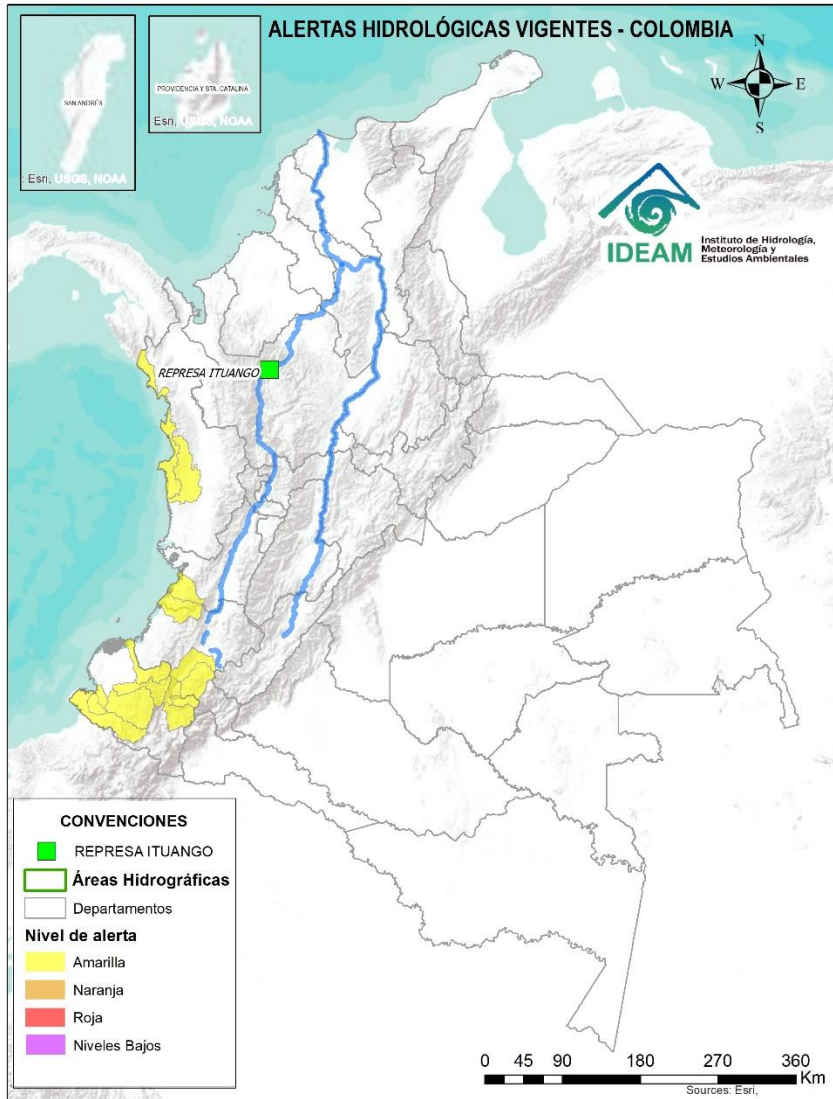 ALERTAS HIDROLÓGICAS VIGENTES - COLOMBIA
SAN ANDRÉS
Esri, USGS, NOAA
PROVIDENCIA Y STA. CATALINA
Esri, USGS, NOAA
N
W
E
S
IDEAM
Instituto de Hidrología,
Meteorología y
Estudios Ambientales
REPRESA ITUANGO
CONVENCIONES
REPRESA ITUANGO
Áreas Hidrográficas
Departamentos
Nivel de alerta
Amarilla
Naranja
Roja
Niveles Bajos
0 45 90 180 270 360
Km
Sources: Esri,